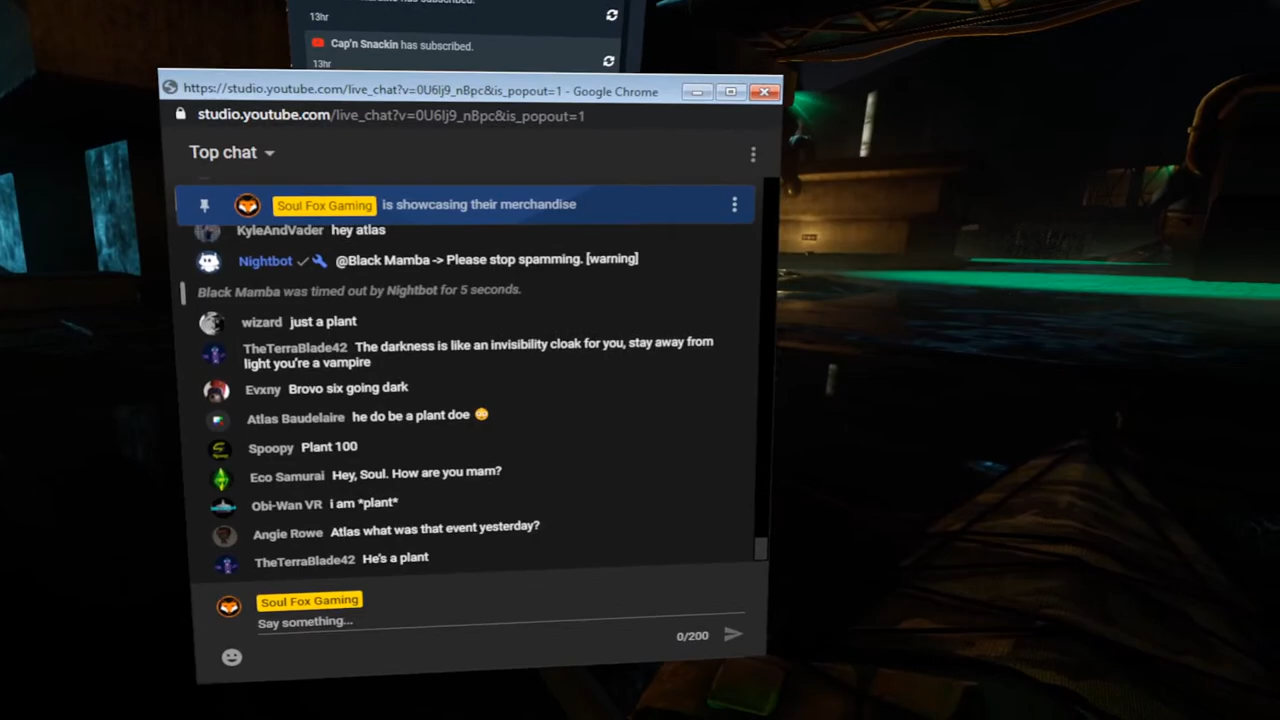 has subscribed.
13hr
Cap'n Snackin has subscribed.
13hr
https://studio.youtube.com/live_chat?v=0U6Ij9_nBpc&is_popout=1 - Google Chrome
studio.youtube.com/live_chat?v=0U6Ij9_nBpc&is_popout=1
Top chat
Soul Fox Gaming is showcasing their merchandise
KyleAndVader hey atlas
Nightbot @Black Mamba -> Please stop spamming. [warning]
Black Mamba was timed out by Nightbot for 5 seconds.
wizard just a plant
TheTerraBlade42 The darkness is like an invisibility cloak for you, stay away from
light you're a vampire
Evxny Brovo six going dark
Atlas Baudelaire he do be a plant doe
Spoopy Plant 100
Eco Samurai Hey, Soul. How are you mam?
Obi-Wan VR i am *plant*
Angie Rowe Atlas what was that event yesterday?
TheTerraBlade42 He's a plant
Soul Fox Gaming
Say something...
0/200